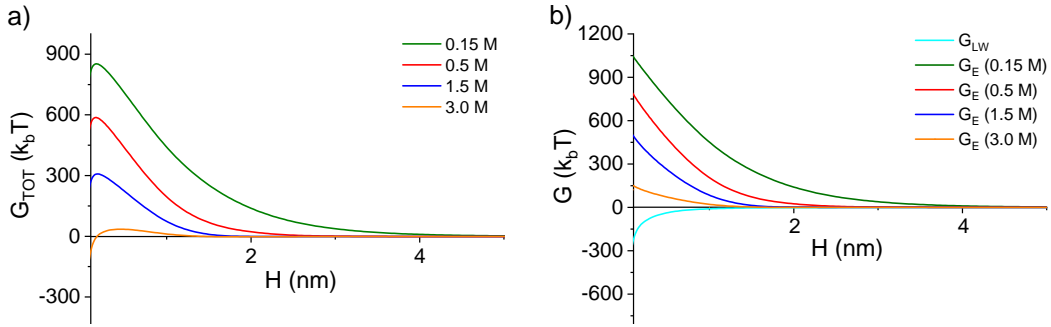 a)
G_TOT (k_bT)
900
600
300
0
-300
2
4
H (nm)
0.15 M
0.5 M
1.5 M
3.0 M
b)
G (k_bT)
1200
900
600
300
0
-300
-600
2
4
H (nm)
G_LW
G_E (0.15 M)
G_E (0.5 M)
G_E (1.5 M)
G_E (3.0 M)